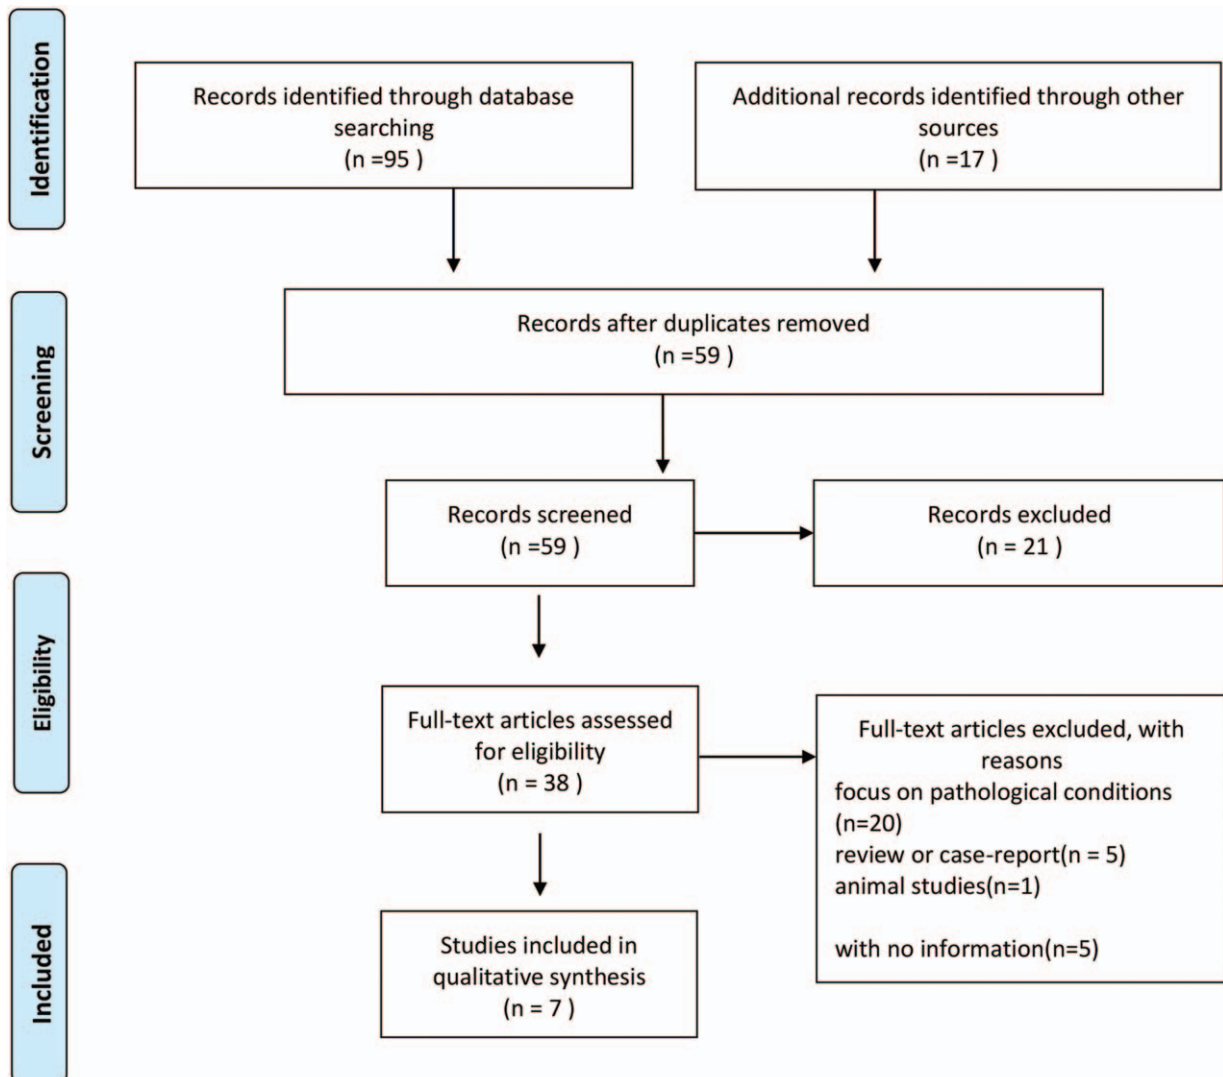 Identification
Records identified through database
searching
(n =95 )
Additional records identified through other
sources
(n =17 )
Screening
Records after duplicates removed
(n =59 )
Records screened
(n =59 )
Records excluded
(n = 21 )
Eligibility
Full-text articles assessed
for eligibility
(n = 38 )
Full-text articles excluded, with
reasons
focus on pathological conditions
(n=20)
review or case-report(n = 5)
animal studies(n=1)
with no information(n=5)
Included
Studies included in
qualitative synthesis
(n = 7 )